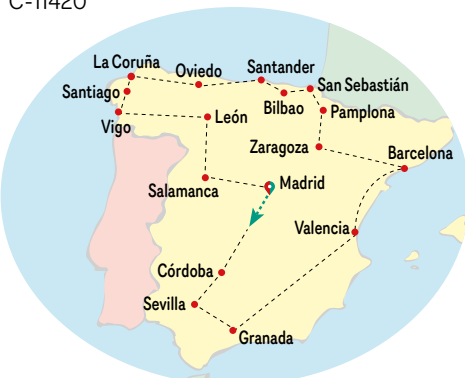 C-11420
La Coruña
Oviedo
Santander
San Sebastián
Santiago
Bilbao
Pamplona
Vigo
León
Zaragoza
Barcelona
Salamanca
Madrid
Valencia
Córdoba
Sevilla
Granada